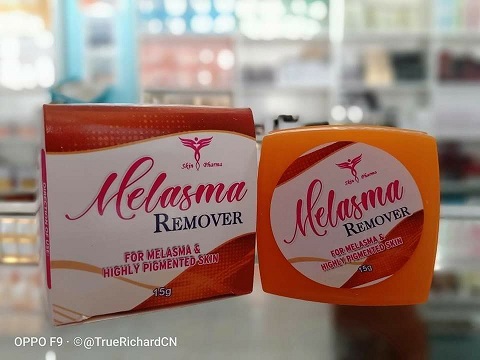 Skin Pharma
Melasma
REMOVER
FOR MELASMA &
HIGHLY PIGMENTED SKIN
15g
Skin Pharma
Melasma
REMOVER
FOR MELASMA &
HIGHLY PIGMENTED SKIN
15g
OPPO F9 · ©@TrueRichardCN